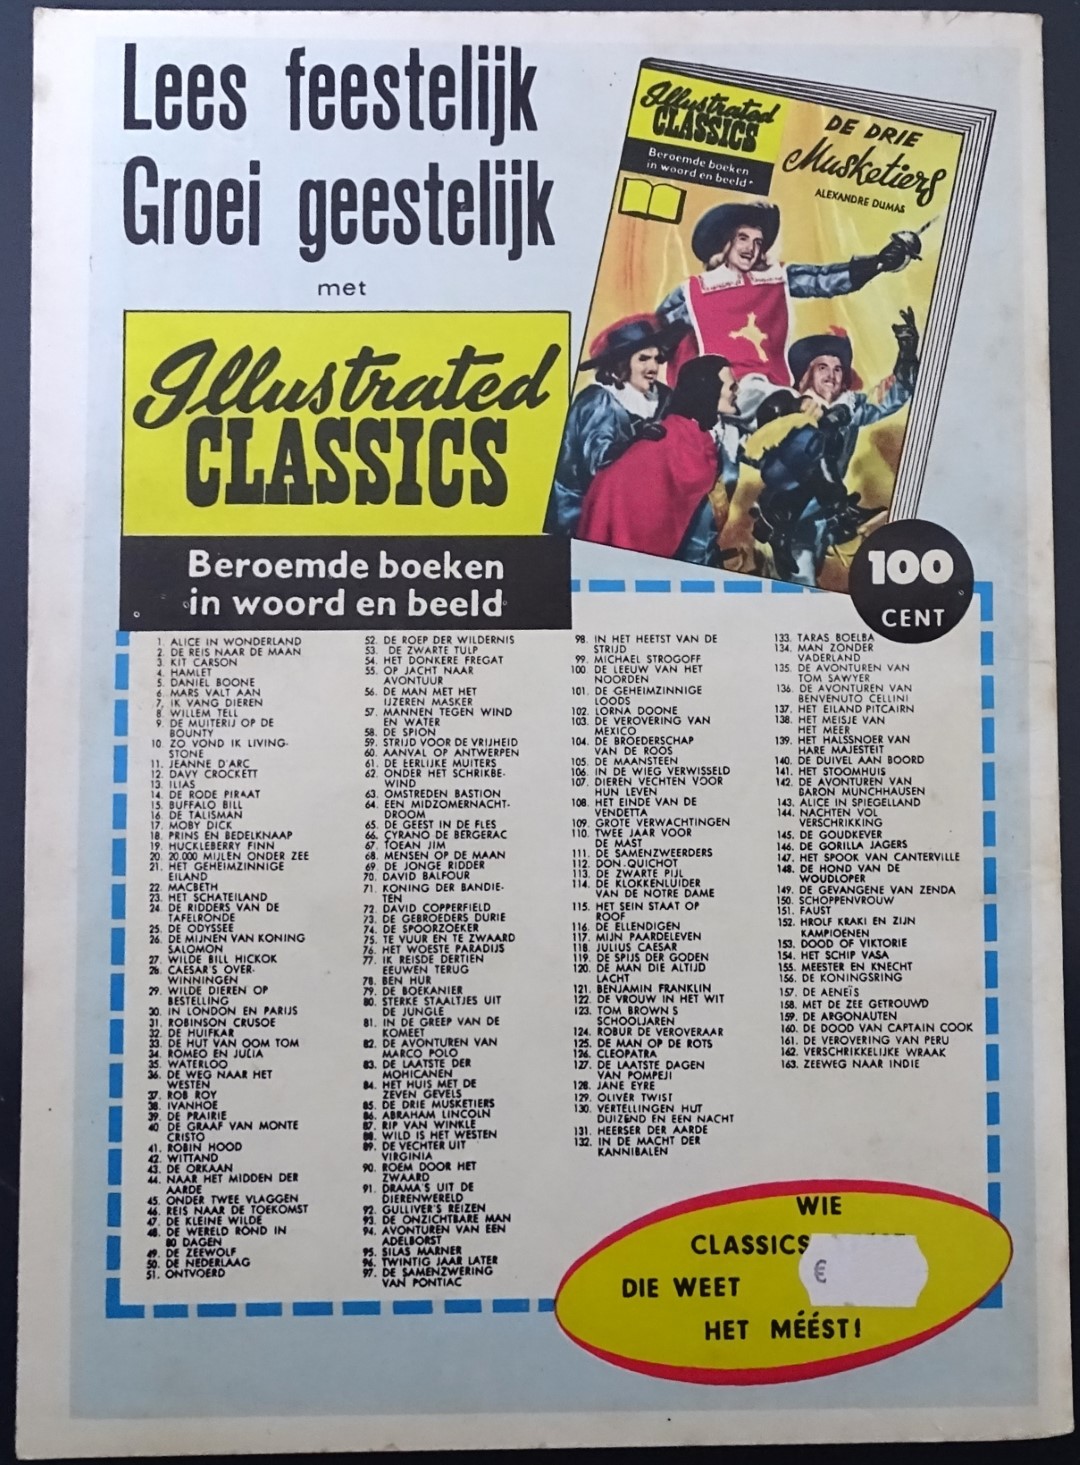 Lees feestelijk
Groei geestelijk
met
Illustrated
CLASSICS
Beroemde boeken
in woord en beeld
Illustrated
CLASSICS
Beroemde boeken
in woord en beeld
DE DRIE
Musketiers
ALEXANDRE DUMAS
100
CENT
1. ALICE IN WONDERLAND
2. DE REIS NAAR DE MAAN
3. KIT CARSON
4. HAMLET
5. DANIEL BOONE
6. MARS VALT AAN
7. IK VANG DIEREN
8. WILLEM TELL
9. DE MUITERIJ OP DE
BOUNTY
10. ZO VOND IK LIVING-
STONE
11. JEANNE D'ARC
12. DAVY CROCKETT
13. ILIAS
14. DE RODE PIRAAT
15. BUFFALO BILL
16. DE TALISMAN
17. MOBY DICK
18. PRINS EN BEDELKNAAP
19. HUCKLEBERRY FINN
20. 20.000 MIJLEN ONDER ZEE
21. HET GEHEIMZINNIGE
EILAND
22. MACBETH
23. HET SCHATEILAND
24. DE RIDDERS VAN DE
TAFELRONDE
25. DE ODYSSEE
26. DE MIJNEN VAN KONING
SALOMON
27. WILDE BILL HICKOK
28. CAESAR'S OVER-
WINNINGEN
29. WILDE DIEREN OP
BESTELLING
30. IN LONDON EN PARIJS
31. ROBINSON CRUSOE
32. DE HUIFKAR
33. DE HUT VAN OOM TOM
34. ROMEO EN JULIA
35. WATERLOO
36. DE WEG NAAR HET
WESTEN
37. ROB ROY
38. IVANHOE
39. DE PRAIRIE
40 DE GRAAF VAN MONTE
CRISTO
41. ROBIN HOOD
42. WITTAND
43. DE ORKAAN
44. NAAR HET MIDDEN DER
AARDE
45. ONDER TWEE VLAGGEN
46. REIS NAAR DE TOEKOMST
47. DE KLEINE WILDE
48. DE WERELD ROND IN
80 DAGEN
49. DE ZEEWOLF
50. DE NEDERLAAG
51. ONTVOERD
52. DE ROEP DER WILDERNIS
53. DE ZWARTE TULP
54. HET DONKERE FREGAT
55. OP JACHT NAAR
AVONTUUR
56. DE MAN MET HET
IJZEREN MASKER
57. MANNEN TEGEN WIND
EN WATER
58. DE SPION
59. STRIJD VOOR DE VRIJHEID
60. AANVAL OP ANTWERPEN
61. DE EERLIJKE MUITERS
62. ONDER HET SCHRIKBE-
WIND
63. OMSTREDEN BASTION
64. EEN MIDZOMERNACHT-
DROOM
65. DE GEEST IN DE FLES
66. CYRANO DE BERGERAC
67. TOEAN JIM
68. MENSEN OP DE MAAN
69. DE JONGE RIDDER
70. DAVID BALFOUR
71. KONING DER BANDIE-
TEN
72. DAVID COPPERFIELD
73. DE GEBROEDERS DURIE
74. DE SPOORZOEKER
75. TE VUUR EN TE ZWAARD
76. HET WOESTE PARADIJS
77. IK REISDE DERTIEN
EEUWEN TERUG
78. BEN HUR
79. DE BOEKANIER
80. STERKE STAALTJES UIT
DE JUNGLE
81. IN DE GREEP VAN DE
KOMEET
82. DE AVONTUREN VAN
MARCO POLO
83. DE LAATSTE DER
MOHICANEN
84. HET HUIS MET DE
ZEVEN GEVELS
85. DE DRIE MUSKETIERS
86. ABRAHAM LINCOLN
87. RIP VAN WINKLE
88. WILD IS HET WESTEN
89. DE VECHTER UIT
VIRGINIA
90. ROEM DOOR HET
ZWAARD
91. DRAMA'S UIT DE
DIERENWERELD
92. GULLIVER'S REIZEN
93. DE ONZICHTBARE MAN
94. AVONTUREN VAN EEN
ADELBORST
95. SILAS MARNER
96. TWINTIG JAAR LATER
97. DE SAMENZWERING
VAN PONTIAC
98. IN HET HEETST VAN DE
STRIJD
99. MICHAEL STROGOFF
100. DE LEEUW VAN HET
NOORDEN
101. DE GEHEIMZINNIGE
LOODS
102. LORNA DOONE
103. DE VEROVERING VAN
MEXICO
104. DE BROEDERSCHAP
VAN DE ROOS
105. DE MAANSTEEN
106. IN DE WIEG VERWISSELD
107. DIEREN VECHTEN VOOR
HUN LEVEN
108. HET EINDE VAN DE
VENDETTA
109. GROTE VERWACHTINGEN
110. TWEE JAAR VOOR
DE MAST
111. DE SAMENZWEERDERS
112. DON QUICHOT
113. DE ZWARTE PIJL
114. DE KLOKKENLUIDER
VAN DE NOTRE DAME
115. HET SEIN STAAT OP
ROOF
116. DE ELLENDIGEN
117. MIJN PAARDELEVEN
118. JULIUS CAESAR
119. DE SPIJS DER GODEN
120. DE MAN DIE ALTIJD
LACHT
121. BENJAMIN FRANKLIN
122. DE VROUW IN HET WIT
123. TOM BROWN S
SCHOOLJAREN
124. ROBUR DE VEROVERAAR
125. DE MAN OP DE ROTS
126. CLEOPATRA
127. DE LAATSTE DAGEN
VAN POMPEJI
128. JANE EYRE
129. OLIVER TWIST
130. VERTELLINGEN HUT
DUIZEND EN EEN NACHT
131. HEERSER DER AARDE
132. IN DE MACHT DER
KANNIBALEN
133. TARAS BOELBA
134. MAN ZONDER
VADERLAND
135. DE AVONTUREN VAN
TOM SAWYER
136. DE AVONTUREN VAN
BENVENUTO CELLINI
137. HET EILAND PITCAIRN
138. HET MEISJE VAN
HET MEER
139. HET HALSSNOER VAN
HARE MAJESTEIT
140. DE DUIVEL AAN BOORD
141. HET STOOMHUIS
142. DE AVONTUREN VAN
BARON MUNCHHAUSEN
143. ALICE IN SPIEGELLAND
144. NACHTEN VOL
VERSCHRIKKING
145. DE GOUDKEVER
146. DE GORILLA JAGERS
147. HET SPOOK VAN CANTERVILLE
148. DE HOND VAN DE
WOUDLOPER
149. DE GEVANGENE VAN ZENDA
150. SCHOPPENVROUW
151. FAUST
152. HROLF KRAKI EN ZIJN
KAMPIOENEN
153. DOOD OF VIKTORIE
154. HET SCHIP VASA
155. MEESTER EN KNECHT
156. DE KONINGSRING
157. DE AENEÏS
158. MET DE ZEE GETROUWD
159. DE ARGONAUTEN
160. DE DOOD VAN CAPTAIN COOK
161. DE VEROVERING VAN PERU
162. VERSCHRIKKELIJKE WRAAK
163. ZEEWEG NAAR INDIE
WIE
CLASSICS
DIE WEET
€
HET MÉÉST!